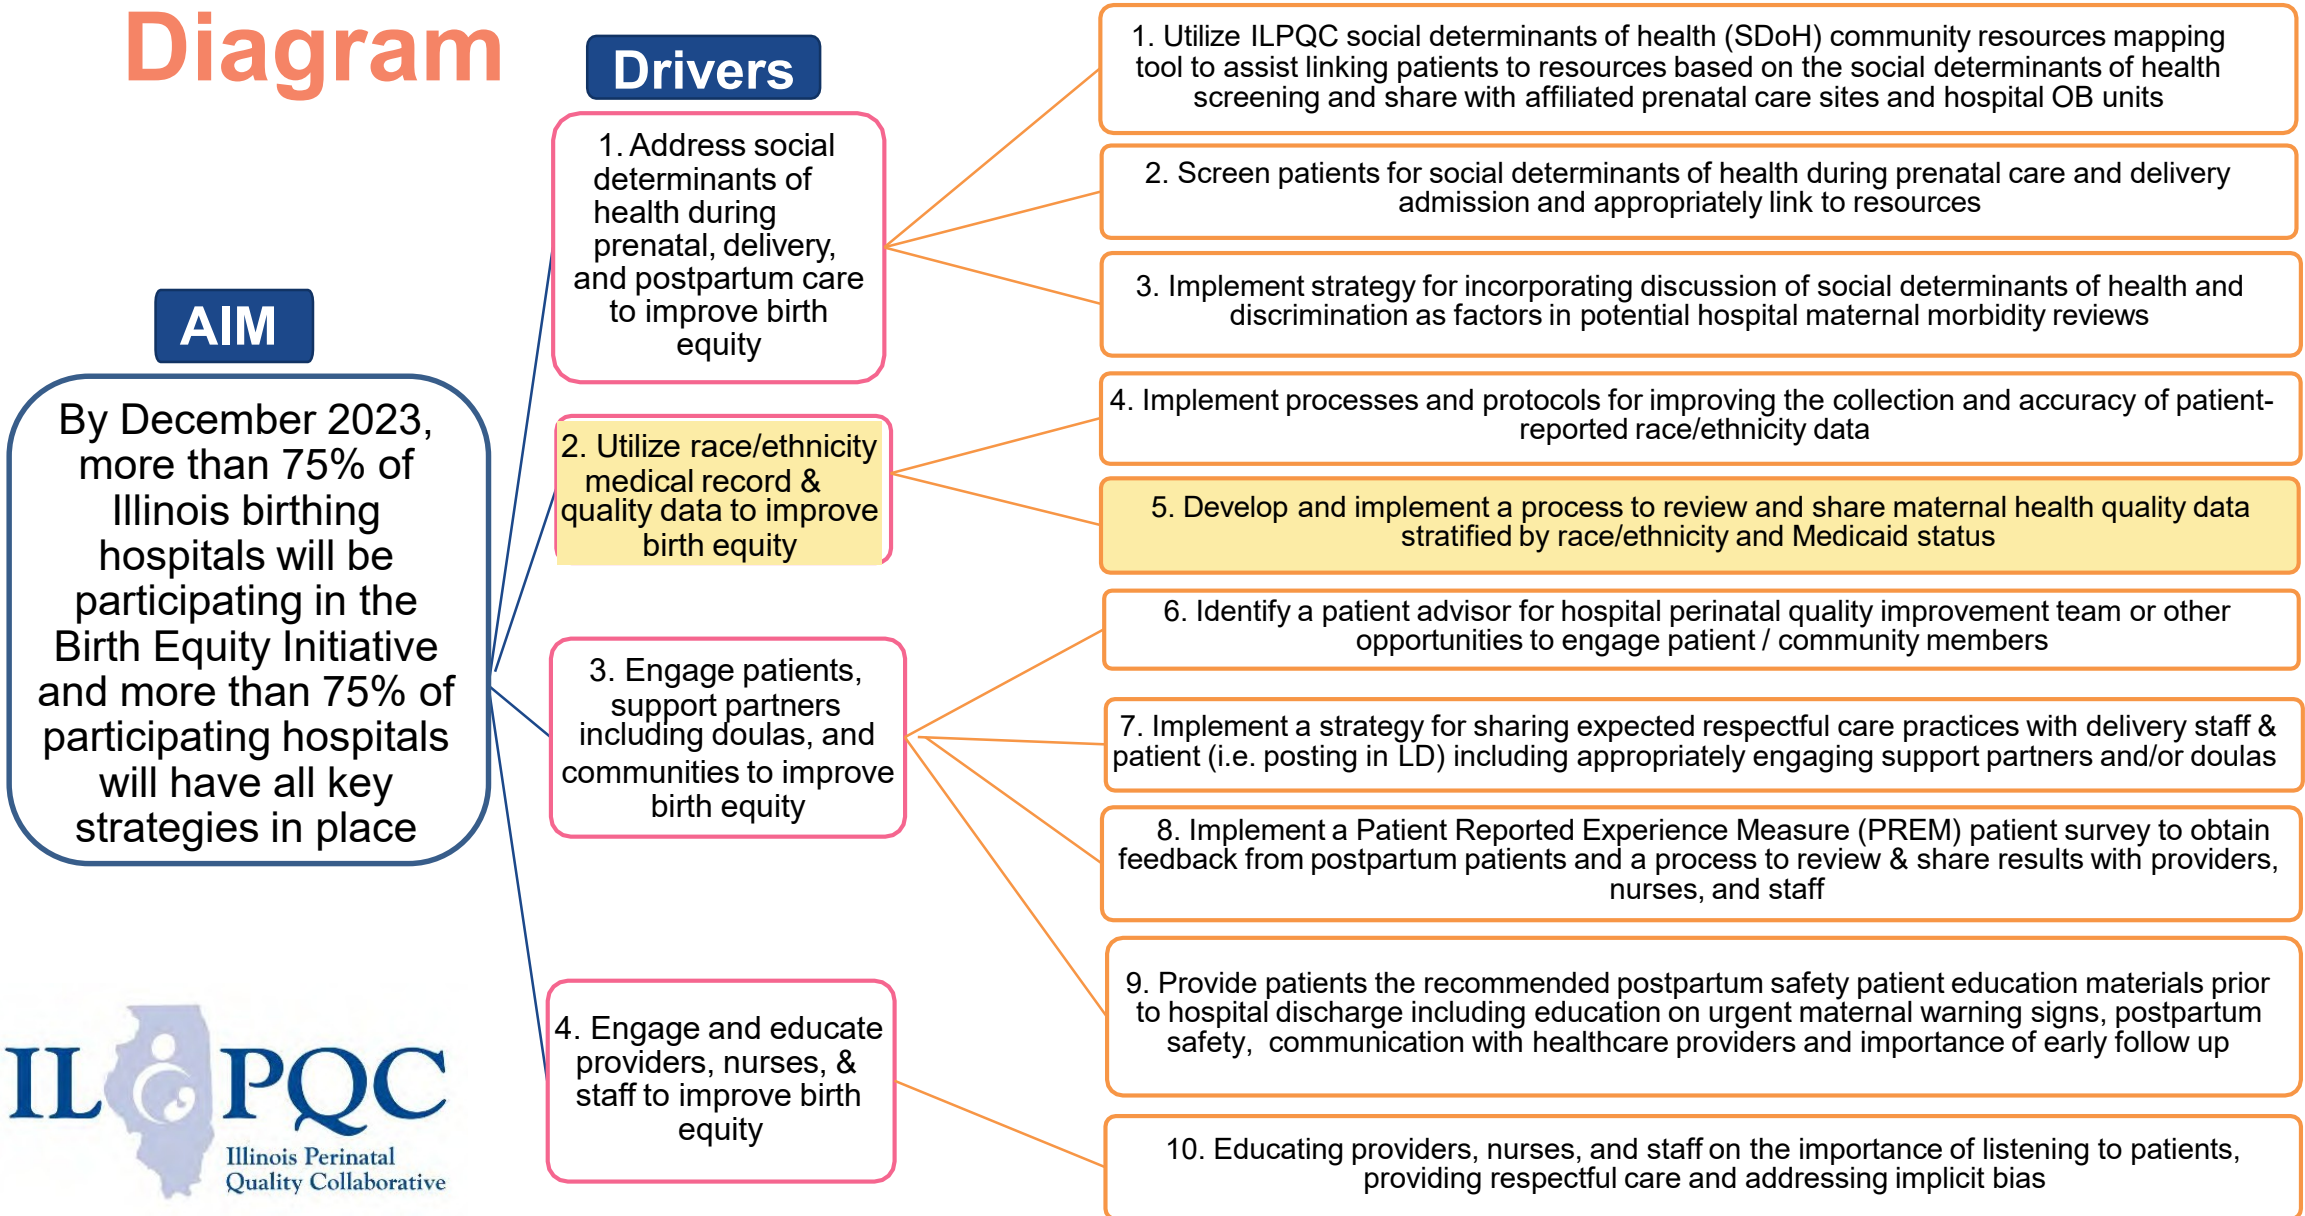 Diagram
Drivers
AIM
By December 2023,
more than 75% of
Illinois birthing
hospitals will be
participating in the
Birth Equity Initiative
and more than 75% of
participating hospitals
will have all key
strategies in place
1. Address social
determinants of
health during
prenatal, delivery,
and postpartum care
to improve birth
equity
2. Utilize race/ethnicity
medical record &
quality data to improve
birth equity
3. Engage patients,
support partners
including doulas, and
communities to improve
birth equity
4. Engage and educate
providers, nurses, &
staff to improve birth
equity
1. Utilize ILPQC social determinants of health (SDoH) community resources mapping
tool to assist linking patients to resources based on the social determinants of health
screening and share with affiliated prenatal care sites and hospital OB units
2. Screen patients for social determinants of health during prenatal care and delivery
admission and appropriately link to resources
3. Implement strategy for incorporating discussion of social determinants of health and
discrimination as factors in potential hospital maternal morbidity reviews
4. Implement processes and protocols for improving the collection and accuracy of patient-
reported race/ethnicity data
5. Develop and implement a process to review and share maternal health quality data
stratified by race/ethnicity and Medicaid status
6. Identify a patient advisor for hospital perinatal quality improvement team or other
opportunities to engage patient / community members
7. Implement a strategy for sharing expected respectful care practices with delivery staff &
patient (i.e. posting in LD) including appropriately engaging support partners and/or doulas
8. Implement a Patient Reported Experience Measure (PREM) patient survey to obtain
feedback from postpartum patients and a process to review & share results with providers,
nurses, and staff
9. Provide patients the recommended postpartum safety patient education materials prior
to hospital discharge including education on urgent maternal warning signs, postpartum
safety, communication with healthcare providers and importance of early follow up
10. Educating providers, nurses, and staff on the importance of listening to patients,
providing respectful care and addressing implicit bias
IL PQC
Illinois Perinatal
Quality Collaborative